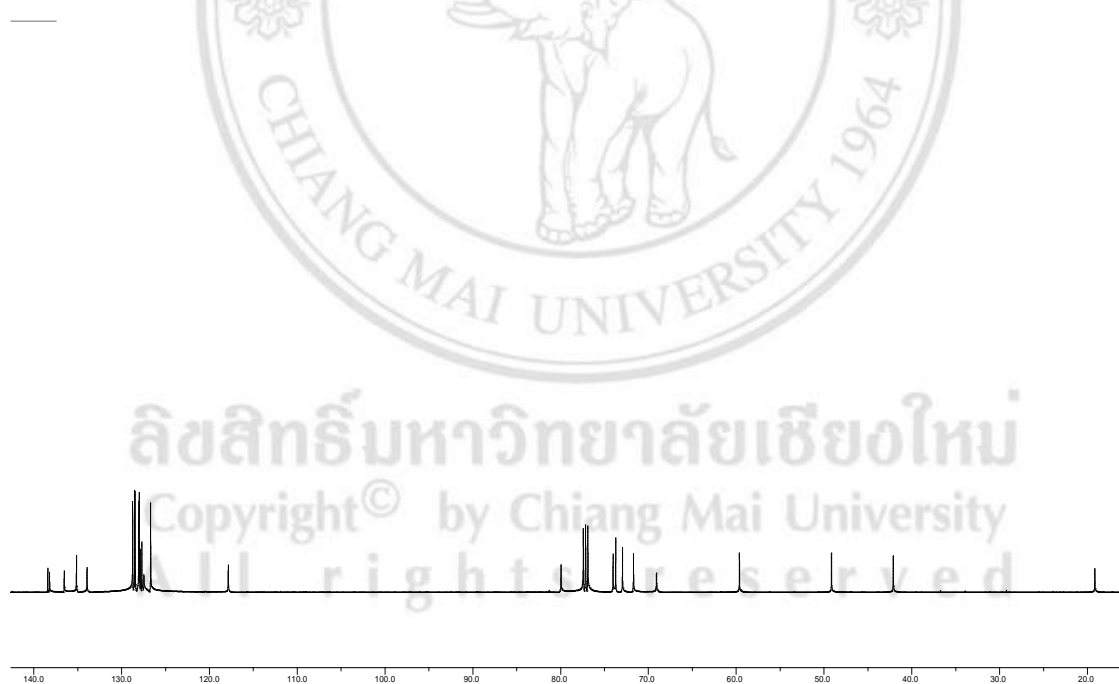 CHIANG MAI UNIVERSITY 1964
ลิขสิทธิ์มหาวิทยาลัยเชียงใหม่
Copyright© by Chiang Mai University
All rights reserved
140.0 130.0 120.0 110.0 100.0 90.0 80.0 70.0 60.0 50.0 40.0 30.0 20.0